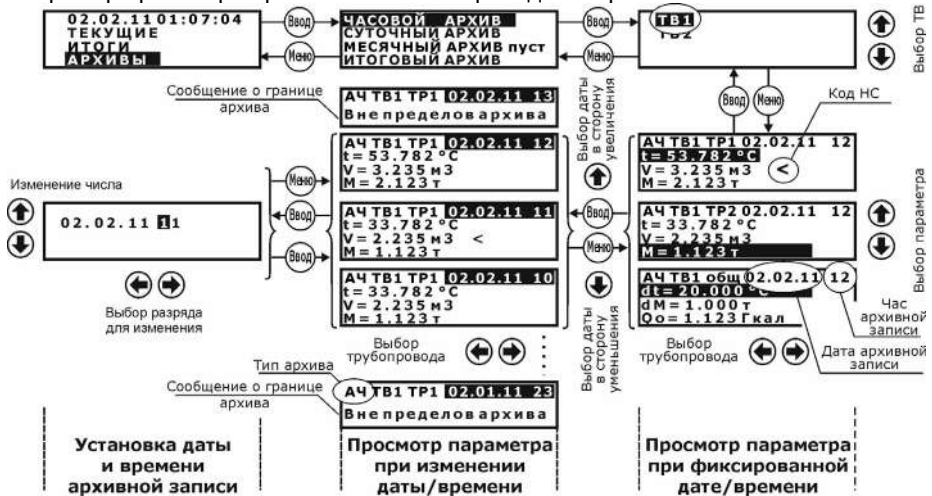 02.02.11 01:07:04
ТЕКУЩИЕ
ИТОГИ
АРХИВЫ
Ввод
Меню
ЧАСОВОЙ АРХИВ
СУТОЧНЫЙ АРХИВ
МЕСЯЧНЫЙ АРХИВ пуст
ИТОГОВЫЙ АРХИВ
Ввод
Меню
ТВ1
ТВ2
Выбор ТВ
Сообщение о границе
архива
АЧ ТВ1 ТР1 02.02.11 13
Вне пределов архива
АЧ ТВ1 ТР1 02.02.11 12
t= 53.782 °C
V= 3.235 м3
M= 2.123 т
АЧ ТВ1 ТР1 02.02.11 11
t= 33.782 °C
V= 2.235 м3 <
M= 1.123 т
АЧ ТВ1 ТР1 02.02.11 10
t= 33.782 °C
V= 2.235 м3
M= 1.123 т
Выбор
трубопровода
Тип архива
Сообщение о границе
архива
АЧ ТВ1 ТР1 02.01.11 23
Вне пределов архива
Изменение числа
02.02.11 11
Выбор разряда
для изменения
Меню
Ввод
Ввод
Выбор даты
в сторону
увеличения
Ввод
Меню
Выбор даты
в сторону
уменьшения
Ввод
Меню
Код НС
АЧ ТВ1 ТР1 02.02.11 12
t= 53.782 °C
V= 3.235 м3 <
M= 2.123 т
АЧ ТВ1 ТР2 02.02.11 12
t= 33.782 °C
V= 2.235 м3
M= 1.123 т
АЧ ТВ1 общ 02.02.11 12
dt= 20.000 °C
dM= 1.000 т
Qo= 1.123 Гкал
Выбор параметра
Выбор
трубопровода
Час
архивной
записи
Дата архивной
записи
Установка даты
и времени
архивной записи
Просмотр параметра
при изменении
даты/времени
Просмотр параметра
при фиксированной
дате/времени